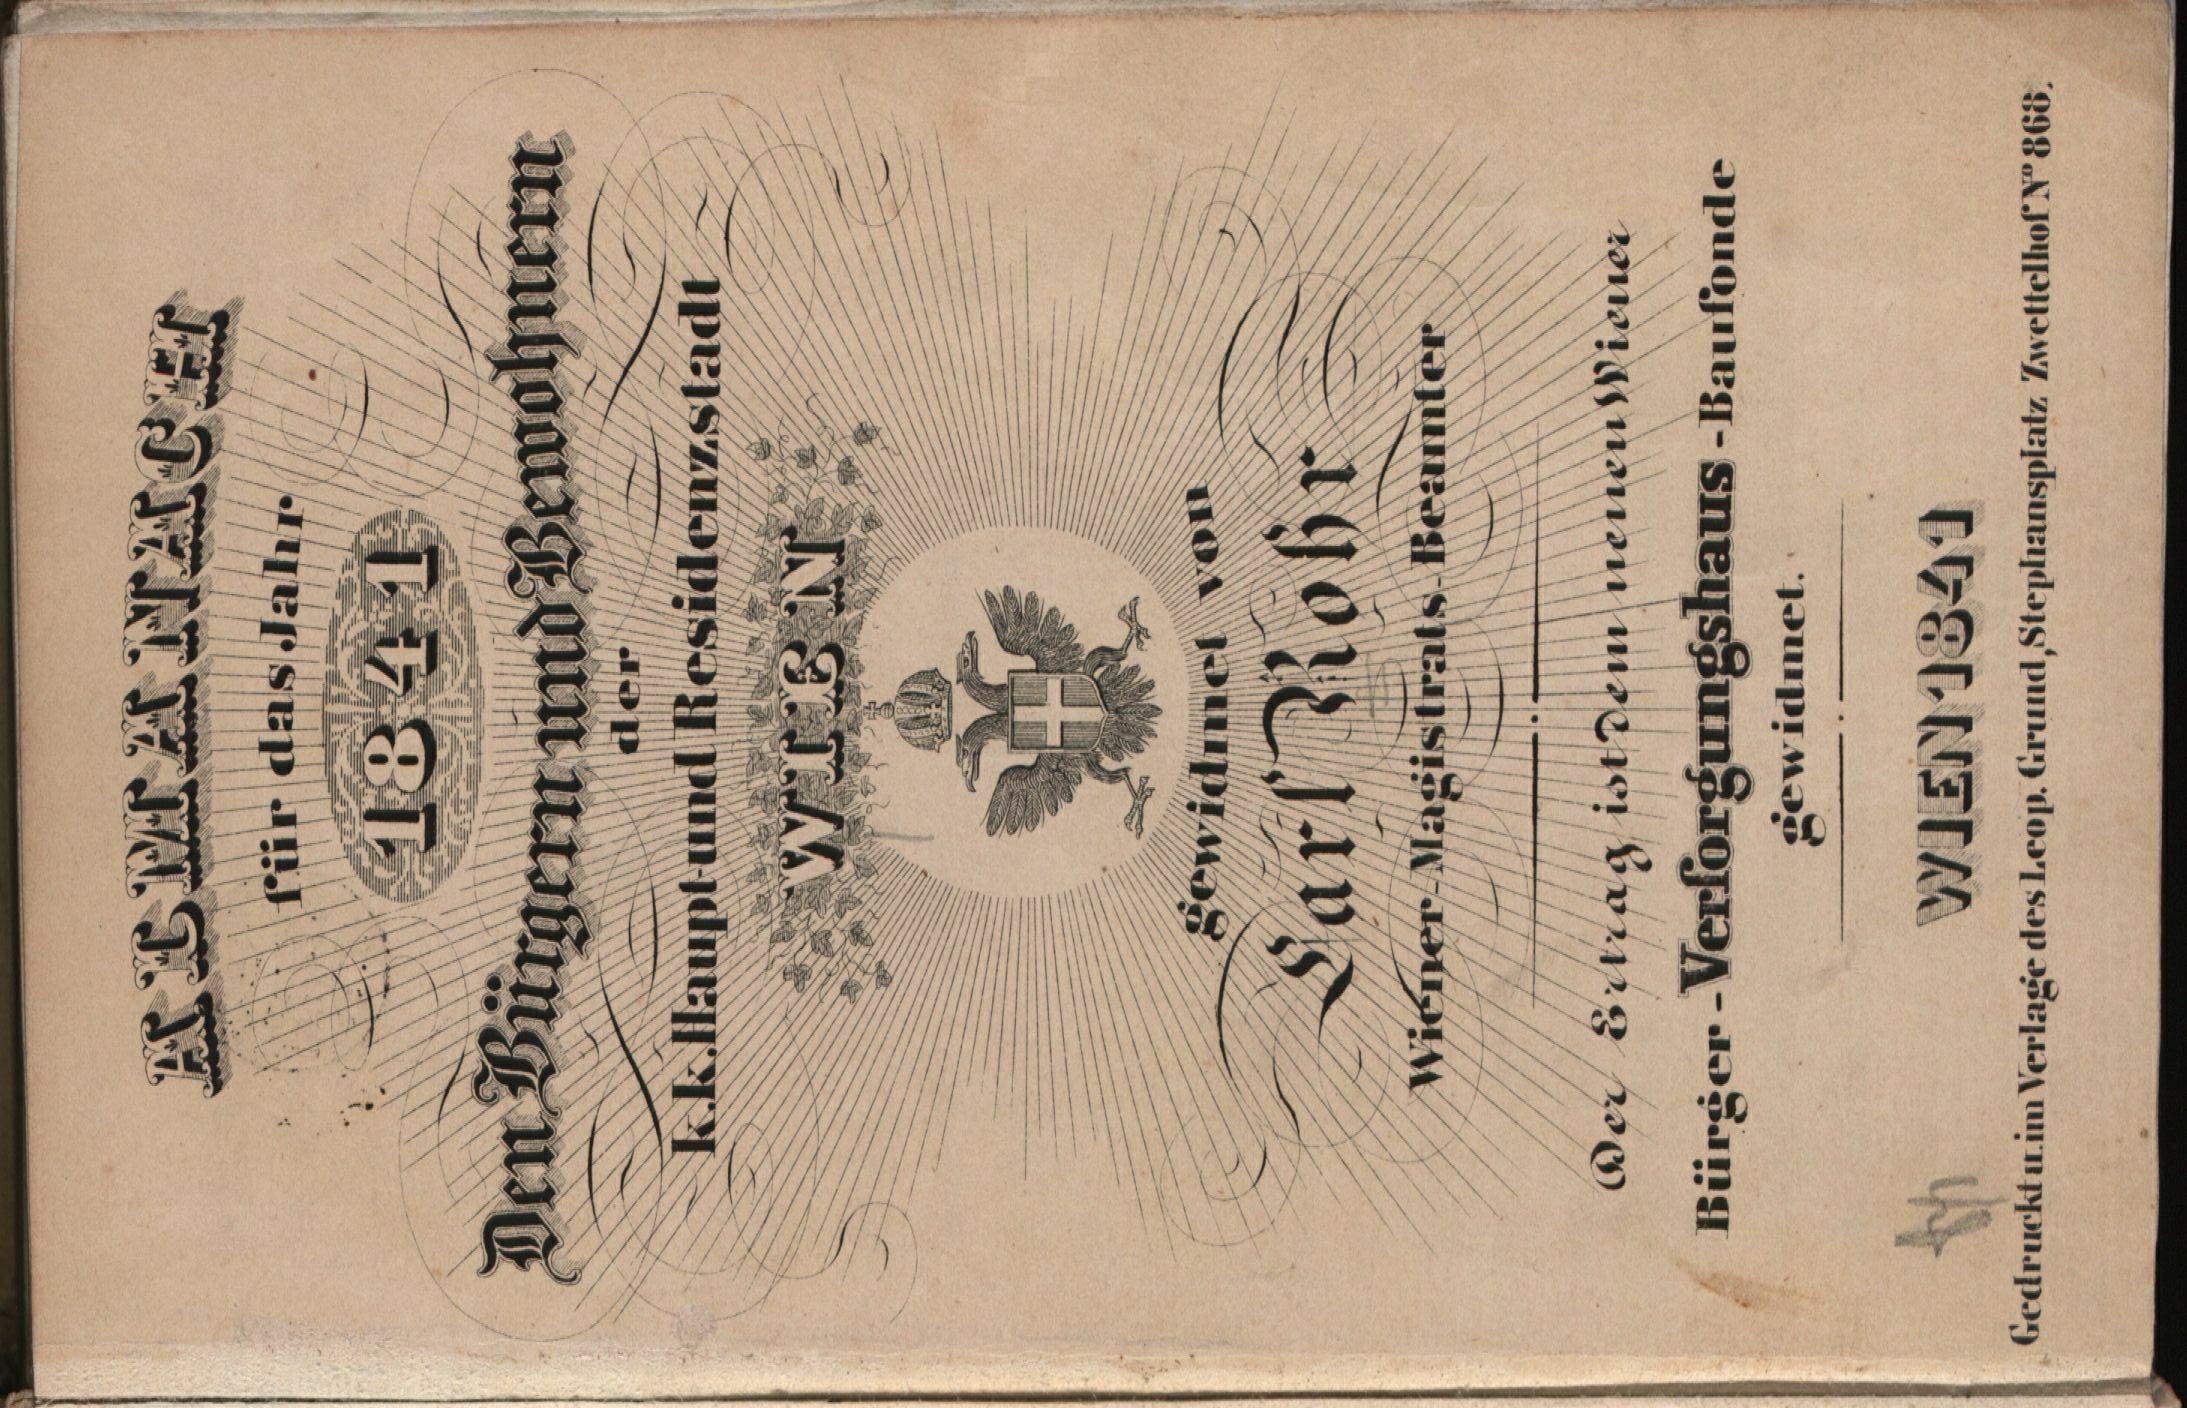 ALMANACH
für das Jahr
1841
Den Bürgern und Bewohnern
der
k.k. Haupt-und Residenzstadt
WIEN
gewidmet von
Carl Rohr
Wiener-Magistrats-Beamter
Der Ertrag ist dem neuen Wiener
Bürger-Versorgungshaus-Baufonde
gewidmet.
WIEN 1841
Gedruckt u. im Verlage des Leop. Grund, Stephansplatz Zwettelhof No 868.